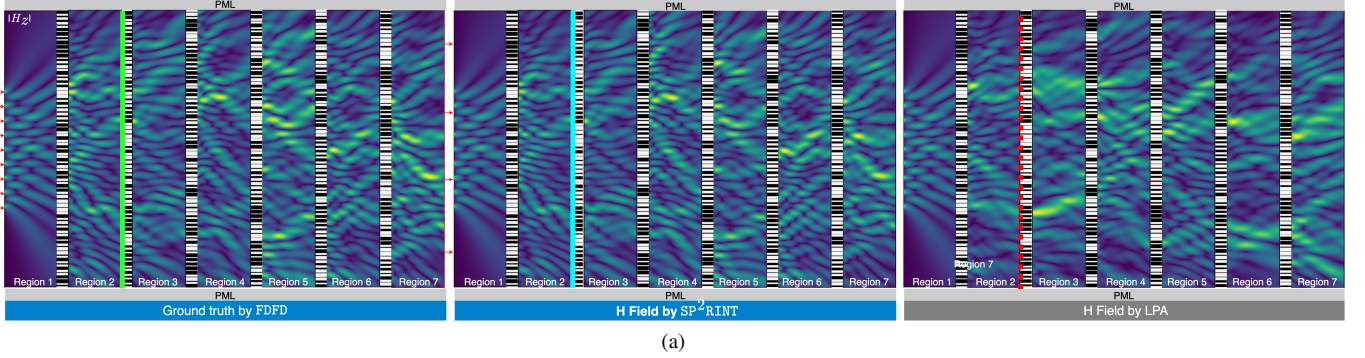 PML PML PML
|Hz|
Region 7
Region 1 Region 2 Region 3 Region 4 Region 5 Region 6 Region 7 Region 1 Region 2 Region 3 Region 4 Region 5 Region 6 Region 7 Region 1 Region 2 Region 3 Region 4 Region 5 Region 6 Region 7
PML PML PML
Ground truth by FDFD H Field by SP²RINT H Field by LPA
(a)